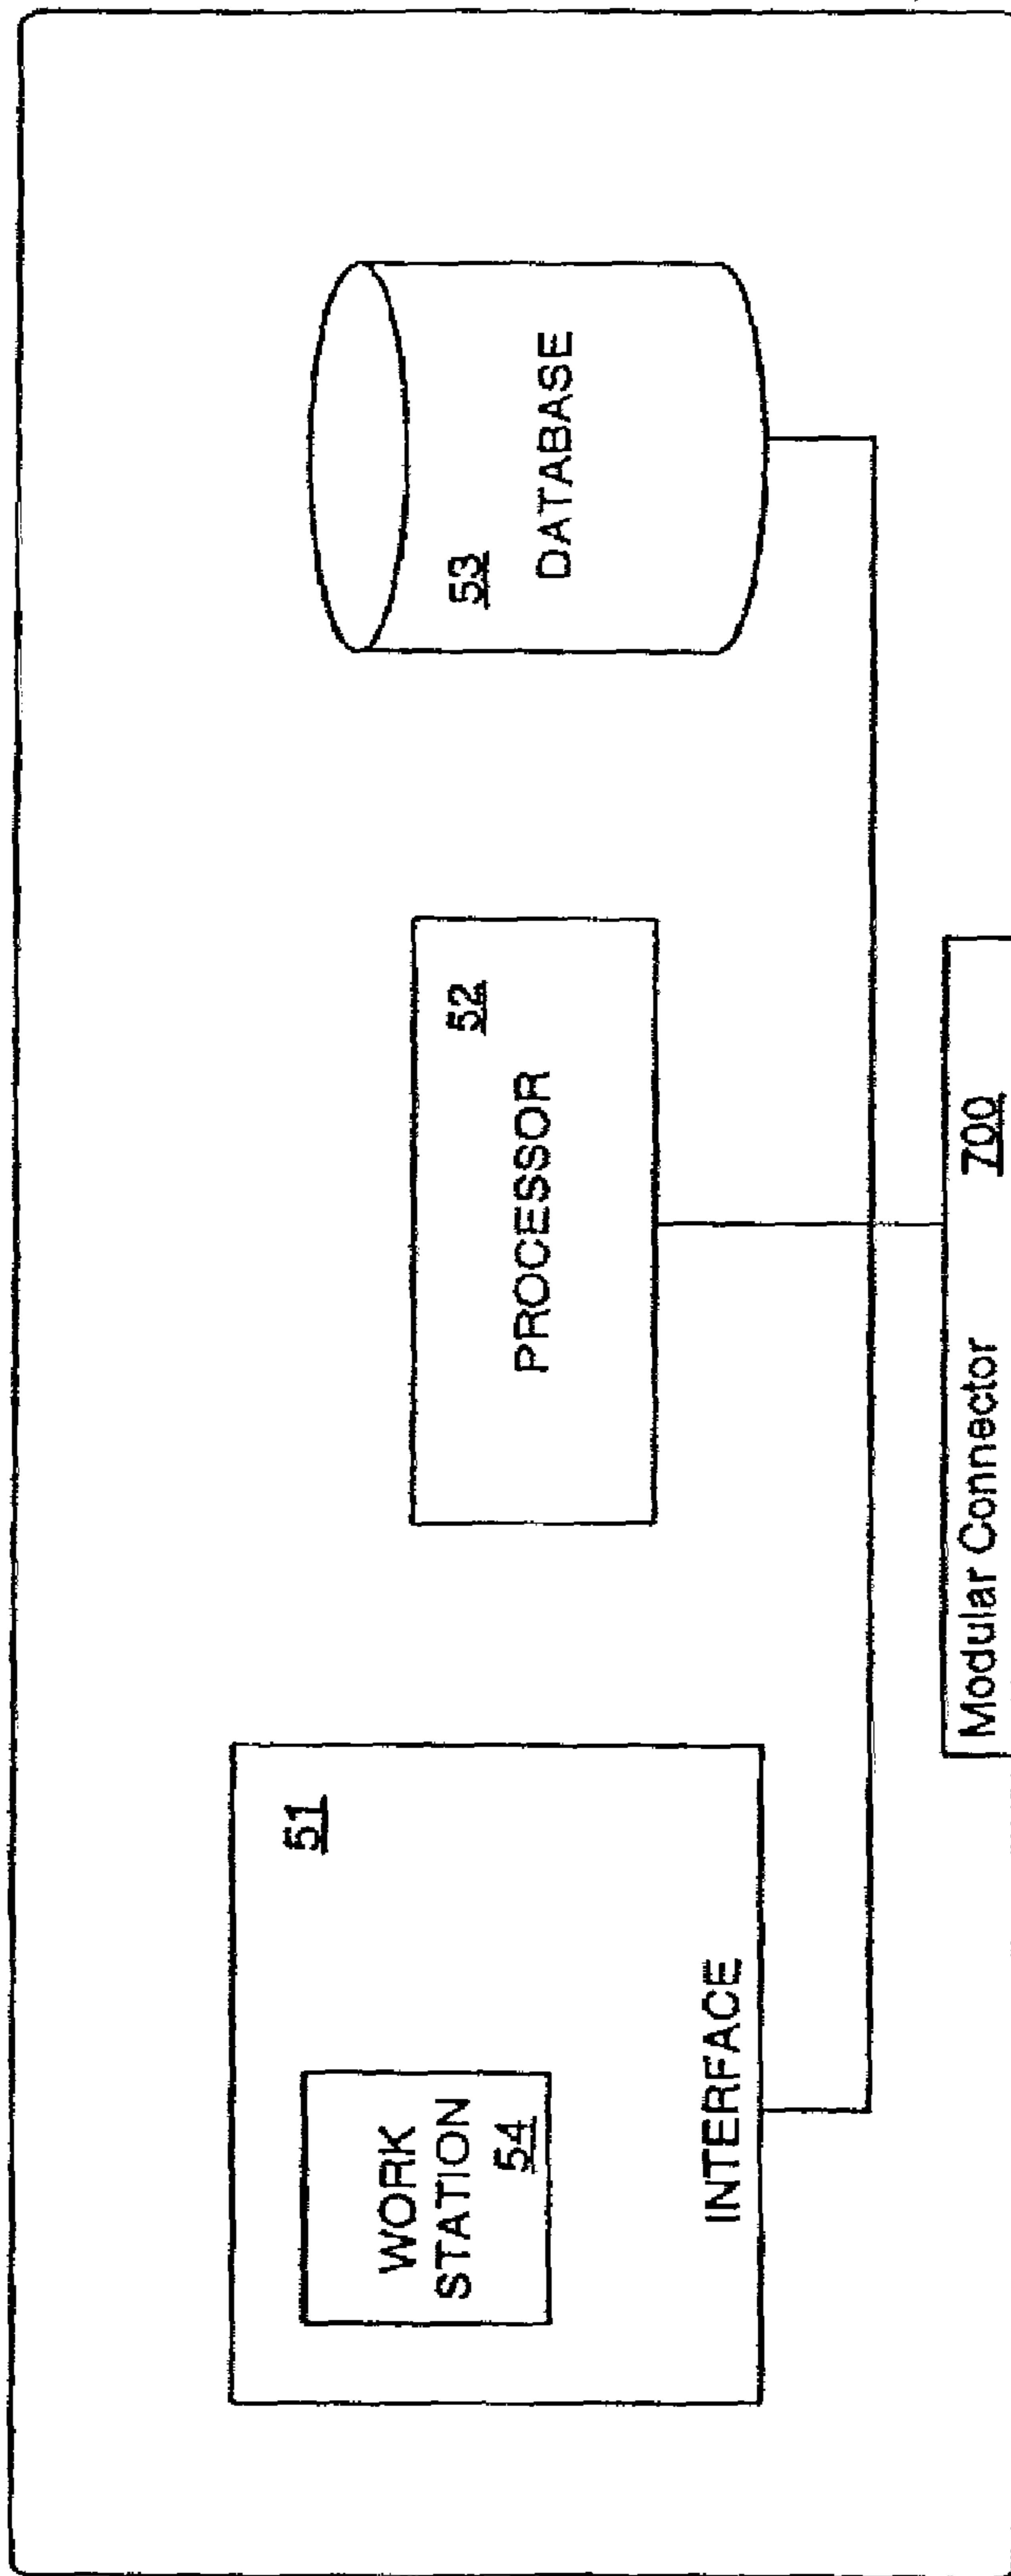 WORK
STATION
54
51
INTERFACE
PROCESSOR
52
53
DATABASE
Modular Connector
700